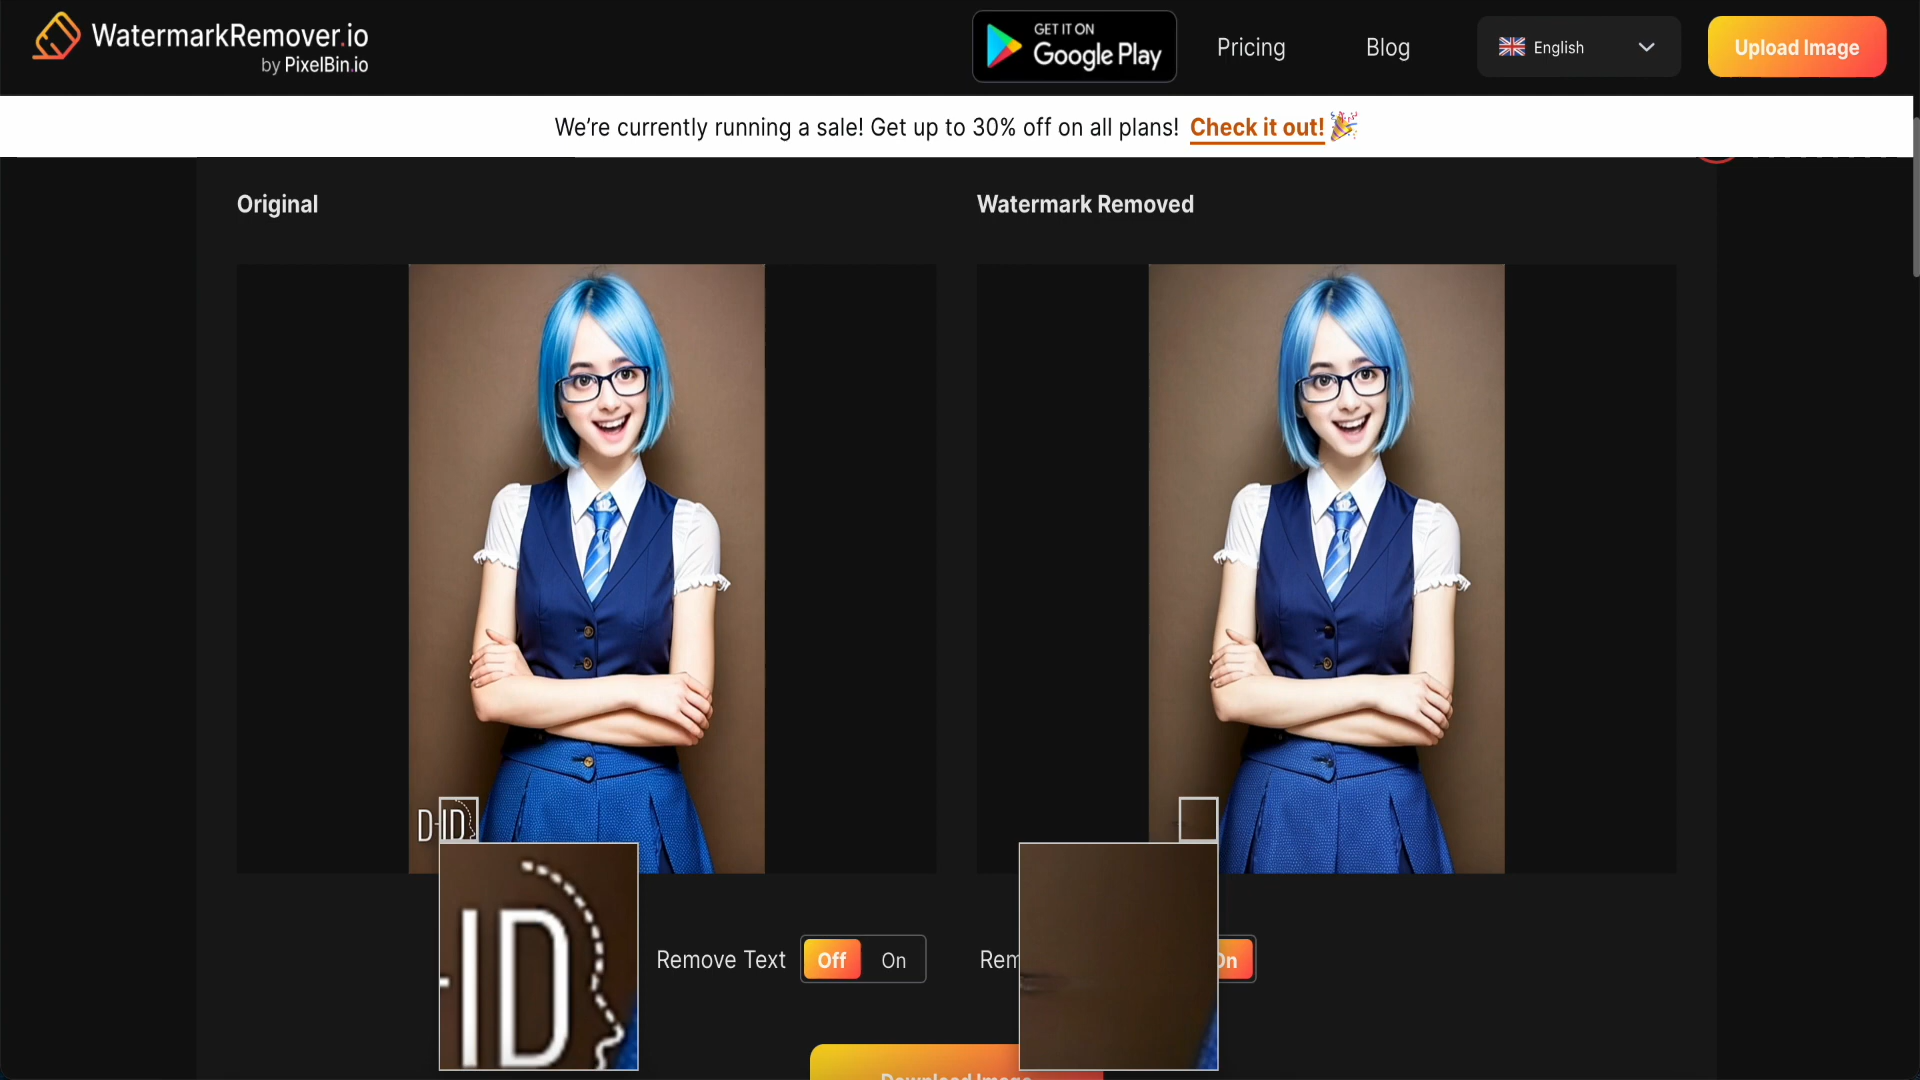 WatermarkRemover.io
by PixelBin.io
GET IT ON
Google Play
Pricing
Blog
English
Upload Image
We’re currently running a sale! Get up to 30% off on all plans! Check it out!
Original
Watermark Removed
D-ID
-ID
Remove Text
Off
On
Rem
On
Download Image